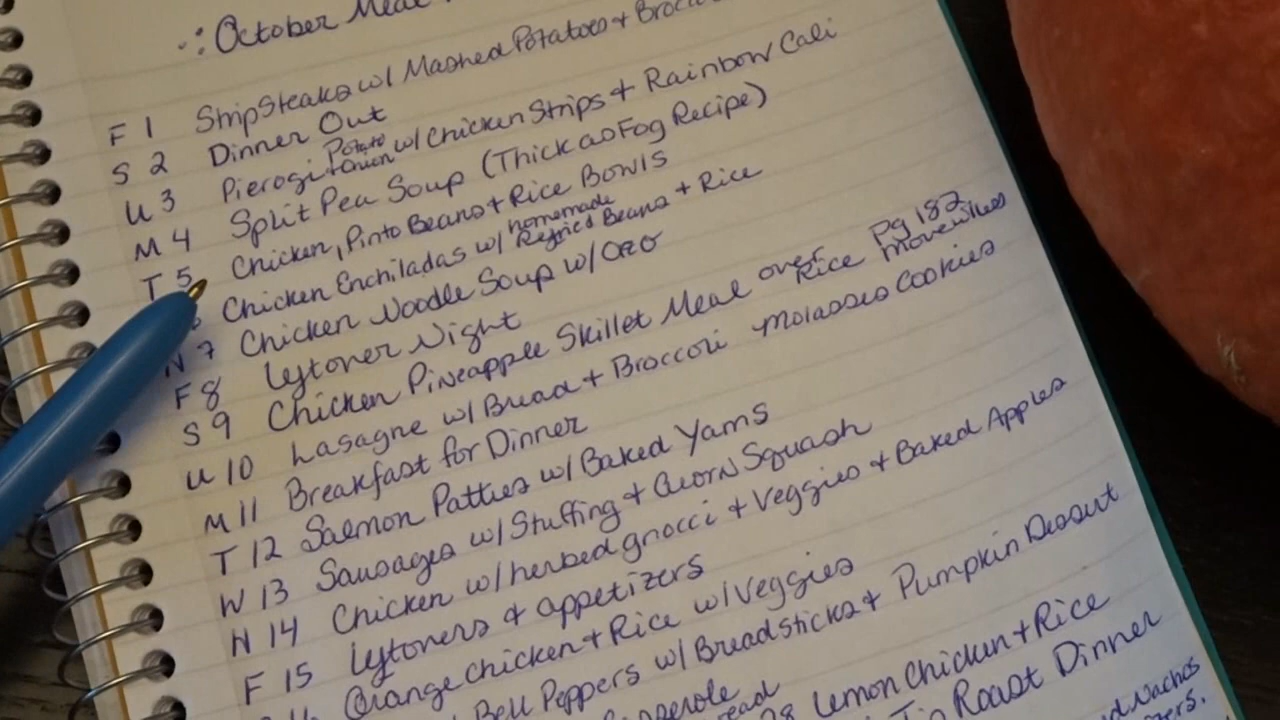 ∴ October Meal
F 1 Strip Steaks w/ Mashed Potatoes +
S 2 Dinner Out
U 3 Pierogi Potato + Onion w/ Chicken Strips + Rainbow Cali
M 4 Split Pea Soup (Thick as Fog Recipe)
T 5 Chicken, Pinto Beans + Rice Bowls
Chicken Enchiladas w/ homemade Refried Beans + Rice
N 7 Chicken Noodle Soup w/ Oro
F 8 Leftover Night
S 9 Chicken Pineapple Skillet Meal over Rice pg 182
U 10 Lasagne w/ Bread + Broccoli Molasses Cookies
M 11 Breakfast for Dinner
T 12 Salmon Patties w/ Baked Yams
W 13 Sausages w/ Stuffing + Acorn Squash
N 14 Chicken w/ herbed gnocci + Veggies + Baked Apples
F 15 Leftovers + appetizers
Orange Chicken + Rice w/ Veggies
Bell Peppers w/ Breadsticks + Pumpkin Dessert
Lemon Chicken + Rice
Roast Dinner
Nachos